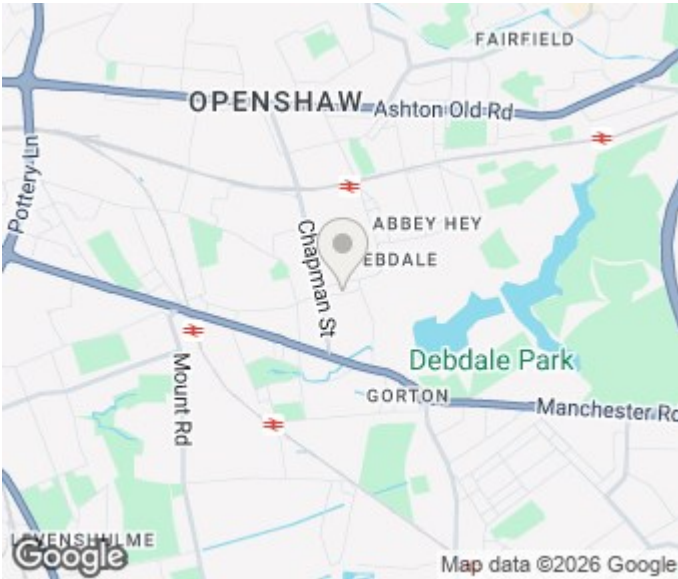 FAIRFIELD
OPENSHAW
Ashton Old Rd
Pottery Ln
Chapman St
ABBEY HEY
EBDALE
Debdale Park
Mount Rd
GORTON
Manchester Rd
LEVENSHULME
Google
Map data ©2026 Google